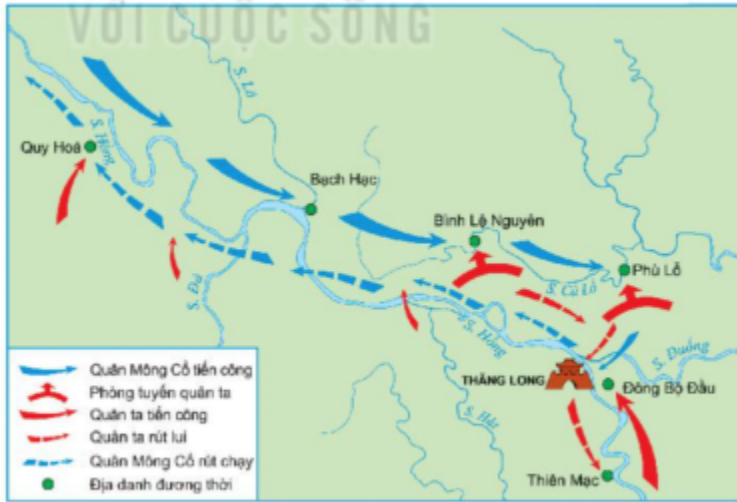 VỚI CUỘC SỐNG
S. Lô
S. Hồng
Quy Hoá
Bạch Hạc
Bình Lệ Nguyên
Phù Lỗ
S. Cà Lồ
S. Đà
S. Hồng
S. Đuống
THĂNG LONG
Đông Bộ Đầu
S. Hát
Thiên Mạc
Quân Mông Cổ tiến công
Phòng tuyến quân ta
Quân ta tiến công
Quân ta rút lui
Quân Mông Cổ rút chạy
Địa danh đương thời